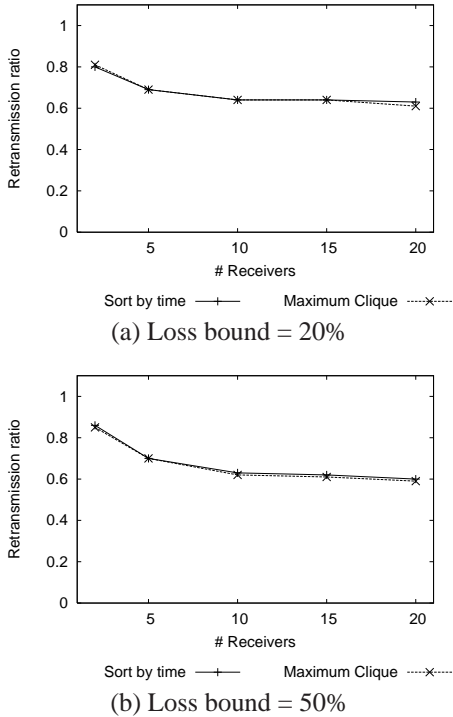 1
0.8
0.6
0.4
0.2
0
Retransmission ratio
5 10 15 20
# Receivers
Sort by time Maximum Clique
(a) Loss bound = 20%
1
0.8
0.6
0.4
0.2
0
Retransmission ratio
5 10 15 20
# Receivers
Sort by time Maximum Clique
(b) Loss bound = 50%